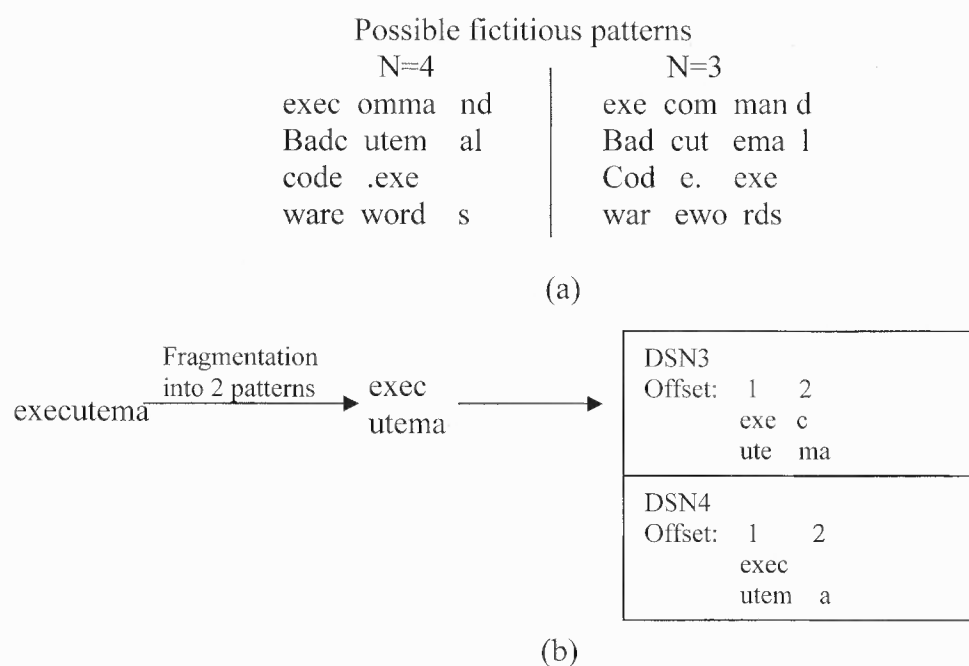 Possible fictitious patterns
N=4 N=3
exec omma nd exe com man d
Badc utem al Bad cut ema l
code .exe Cod e. exe
ware word s war ewo rds
(a)
executema
Fragmentation
into 2 patterns
exec
utema
DSN3
Offset: 1 2
exe c
ute ma
DSN4
Offset: 1 2
exec
utem a
(b)